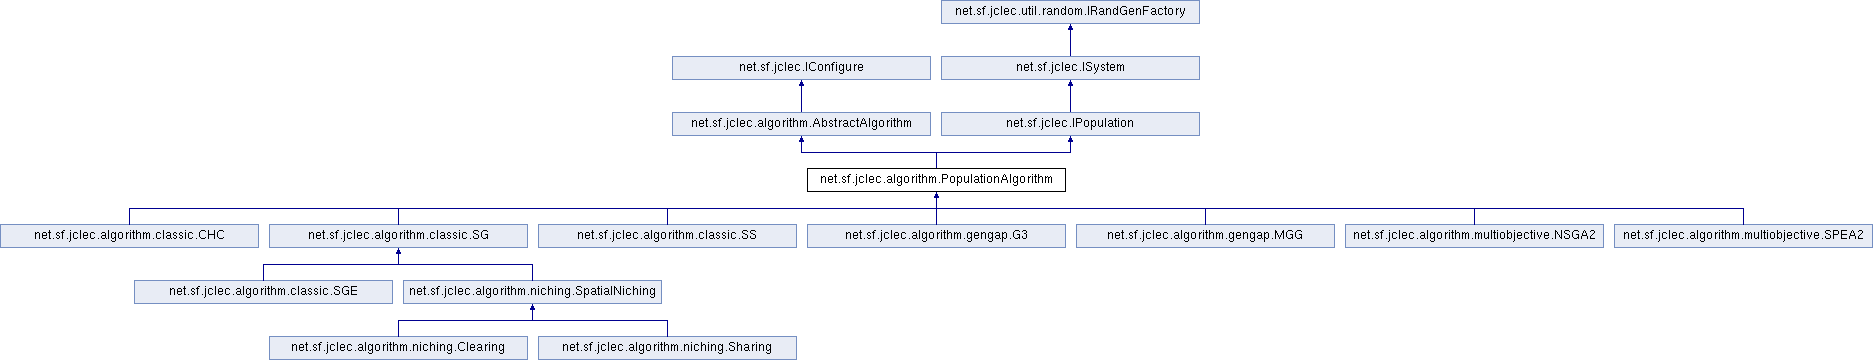 net.sf.jclec.util.random.IRandGenFactory
net.sf.jclec.IConfigure
net.sf.jclec.ISystem
net.sf.jclec.algorithm.AbstractAlgorithm
net.sf.jclec.IPopulation
net.sf.jclec.algorithm.PopulationAlgorithm
net.sf.jclec.algorithm.classic.CHC
net.sf.jclec.algorithm.classic.SG
net.sf.jclec.algorithm.classic.SS
net.sf.jclec.algorithm.gengap.G3
net.sf.jclec.algorithm.gengap.MGG
net.sf.jclec.algorithm.multiobjective.NSGA2
net.sf.jclec.algorithm.multiobjective.SPEA2
net.sf.jclec.algorithm.classic.SGE
net.sf.jclec.algorithm.niching.SpatialNiching
net.sf.jclec.algorithm.niching.Clearing
net.sf.jclec.algorithm.niching.Sharing